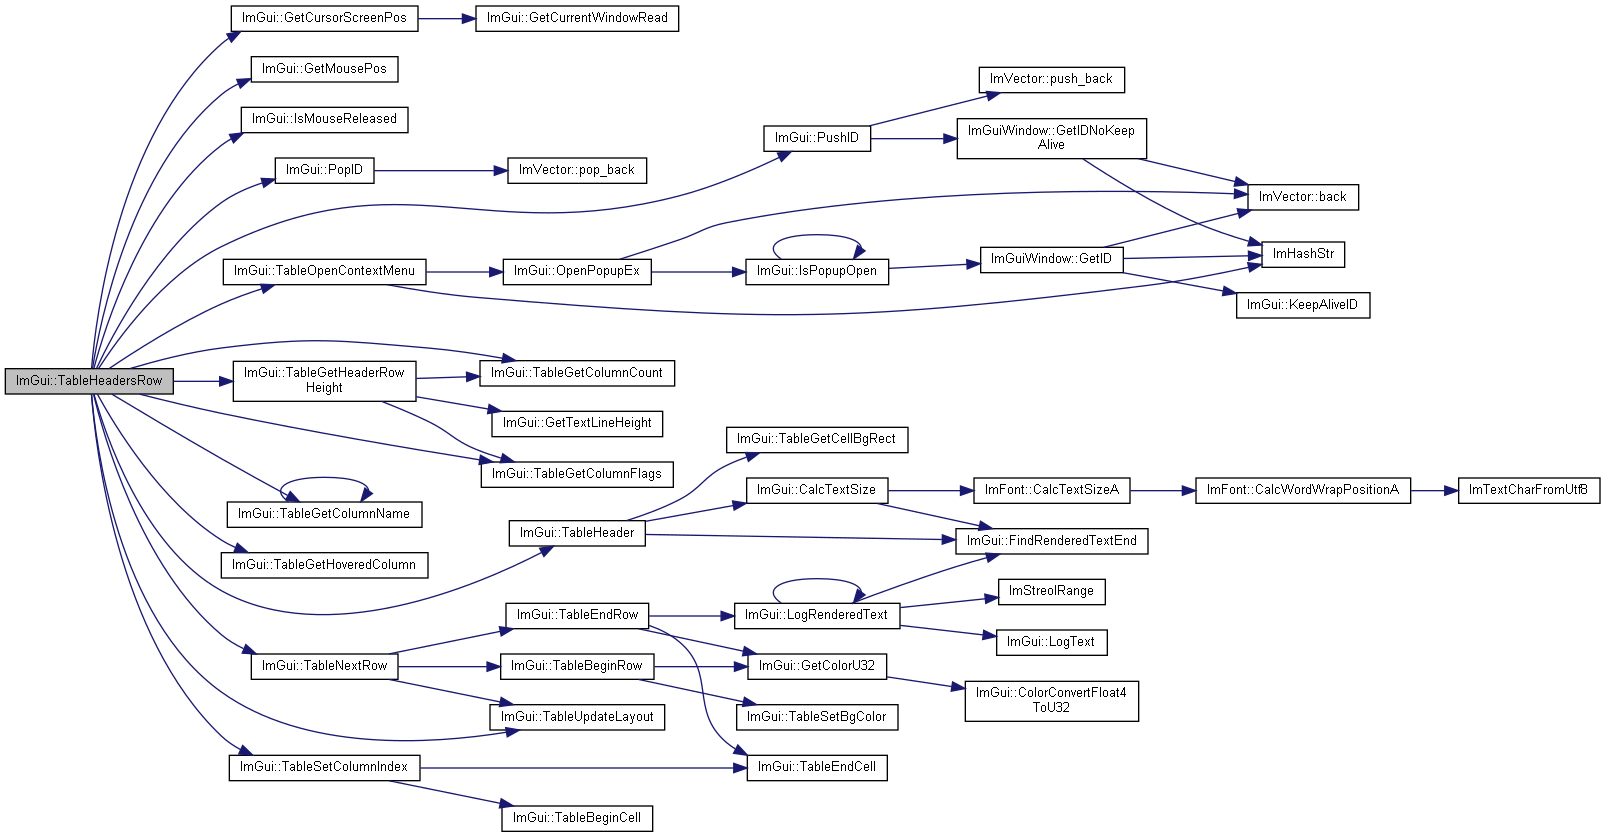 ImGui::GetCursorScreenPos
ImGui::GetCurrentWindowRead
ImGui::GetMousePos
ImVector::push_back
ImGui::IsMouseReleased
ImGui::PushID
ImGuiWindow::GetIDNoKeep
Alive
ImGui::PopID
ImVector::pop_back
ImVector::back
ImGui::TableOpenContextMenu
ImGui::OpenPopupEx
ImGui::IsPopupOpen
ImGuiWindow::GetID
ImHashStr
ImGui::KeepAliveID
ImGui::TableHeadersRow
ImGui::TableGetHeaderRow
Height
ImGui::TableGetColumnCount
ImGui::GetTextLineHeight
ImGui::TableGetCellBgRect
ImGui::TableGetColumnFlags
ImGui::CalcTextSize
ImFont::CalcTextSizeA
ImFont::CalcWordWrapPositionA
ImTextCharFromUtf8
ImGui::TableGetColumnName
ImGui::TableHeader
ImGui::FindRenderedTextEnd
ImGui::TableGetHoveredColumn
ImStreolRange
ImGui::TableEndRow
ImGui::LogRenderedText
ImGui::LogText
ImGui::TableNextRow
ImGui::TableBeginRow
ImGui::GetColorU32
ImGui::ColorConvertFloat4
ToU32
ImGui::TableUpdateLayout
ImGui::TableSetBgColor
ImGui::TableSetColumnIndex
ImGui::TableEndCell
ImGui::TableBeginCell